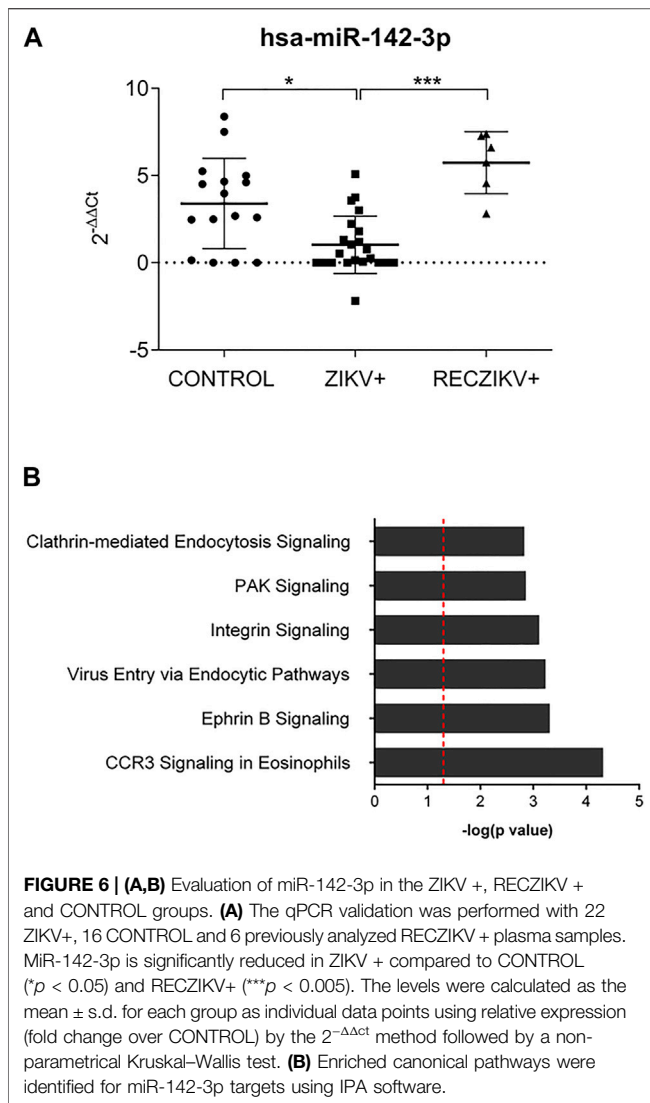 A
hsa-miR-142-3p
* ***
10
5
0
-5
2^-ΔΔCt
CONTROL ZIKV+ RECZIKV+
B
Clathrin-mediated Endocytosis Signaling
PAK Signaling
Integrin Signaling
Virus Entry via Endocytic Pathways
Ephrin B Signaling
CCR3 Signaling in Eosinophils
0 1 2 3 4 5
-log(p value)
FIGURE 6 | (A,B) Evaluation of miR-142-3p in the ZIKV +, RECZIKV +
and CONTROL groups. (A) The qPCR validation was performed with 22
ZIKV+, 16 CONTROL and 6 previously analyzed RECZIKV + plasma samples.
MiR-142-3p is significantly reduced in ZIKV + compared to CONTROL
(*p < 0.05) and RECZIKV+ (***p < 0.005). The levels were calculated as the
mean ± s.d. for each group as individual data points using relative expression
(fold change over CONTROL) by the 2^−ΔΔct method followed by a non-
parametrical Kruskal–Wallis test. (B) Enriched canonical pathways were
identified for miR-142-3p targets using IPA software.